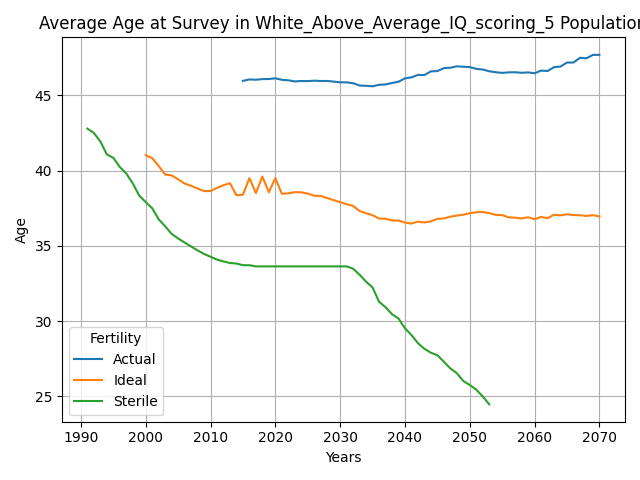 Average Age at Survey in White_Above_Average_IQ_scoring_5 Population
Age
45
40
35
30
25
Fertility
Actual
Ideal
Sterile
1990 2000 2010 2020 2030 2040 2050 2060 2070
Years